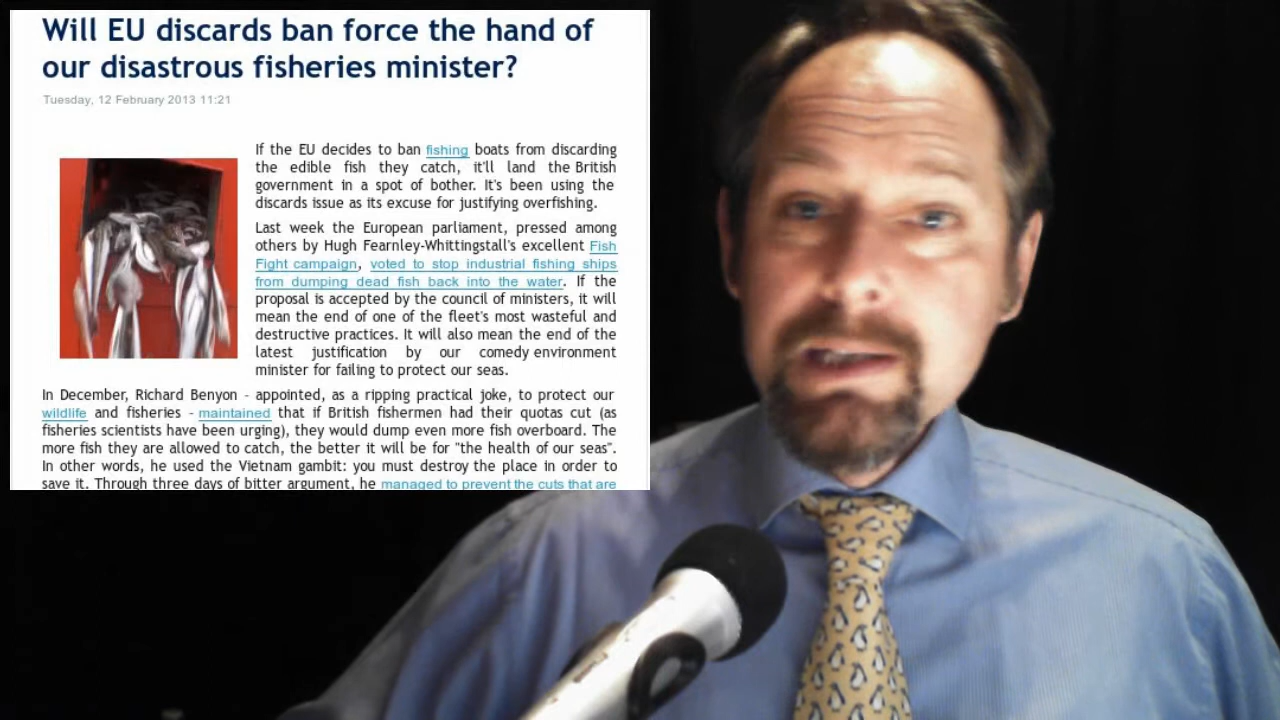 Will EU discards ban force the hand of
our disastrous fisheries minister?
Tuesday, 12 February 2013 11:21
If the EU decides to ban fishing boats from discarding
the edible fish they catch, it'll land the British
government in a spot of bother. It's been using the
discards issue as its excuse for justifying overfishing.
Last week the European parliament, pressed among
others by Hugh Fearnley-Whittingstall's excellent Fish
Fight campaign, voted to stop industrial fishing ships
from dumping dead fish back into the water. If the
proposal is accepted by the council of ministers, it will
mean the end of one of the fleet's most wasteful and
destructive practices. It will also mean the end of the
latest justification by our comedy environment
minister for failing to protect our seas.
In December, Richard Benyon - appointed, as a ripping practical joke, to protect our
wildlife and fisheries - maintained that if British fishermen had their quotas cut (as
fisheries scientists have been urging), they would dump even more fish overboard. The
more fish they are allowed to catch, the better it will be for "the health of our seas".
In other words, he used the Vietnam gambit: you must destroy the place in order to
save it. Through three days of bitter argument, he managed to prevent the cuts that are